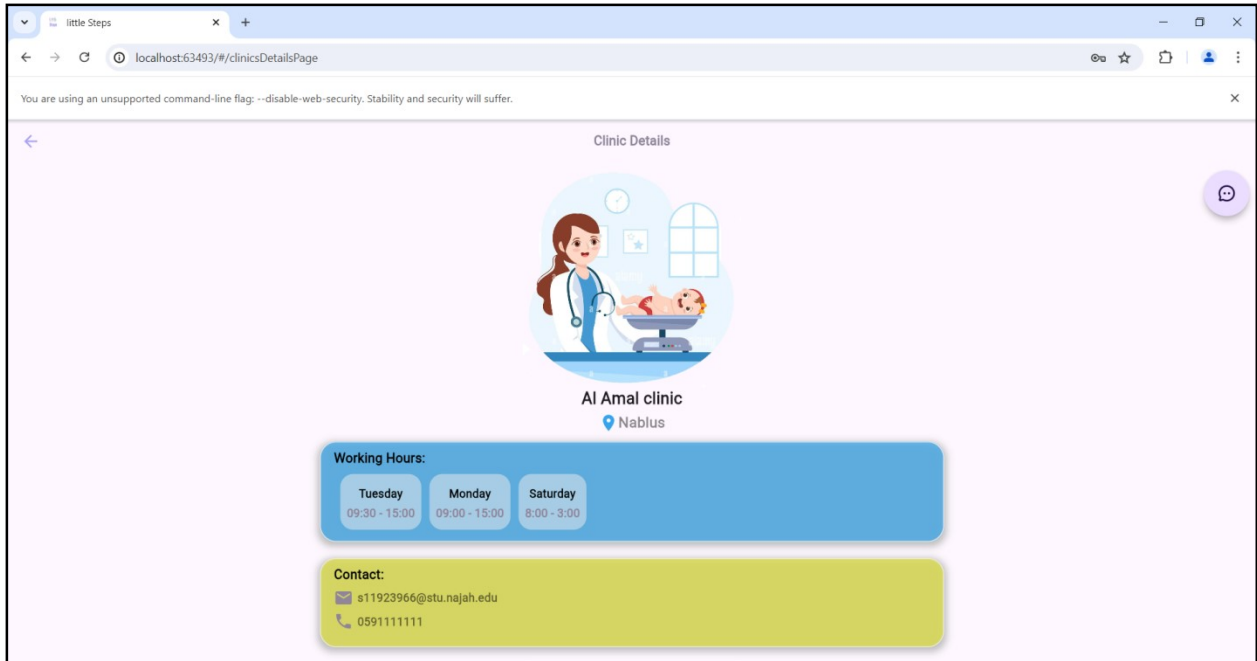 little Steps
localhost:63493/#/clinicsDetailsPage
You are using an unsupported command-line flag: --disable-web-security. Stability and security will suffer.
Clinic Details
Al Amal clinic
Nablus
Working Hours:
Tuesday Monday Saturday
09:30 - 15:00 09:00 - 15:00 8:00 - 3:00
Contact:
s11923966@stu.najah.edu
0591111111